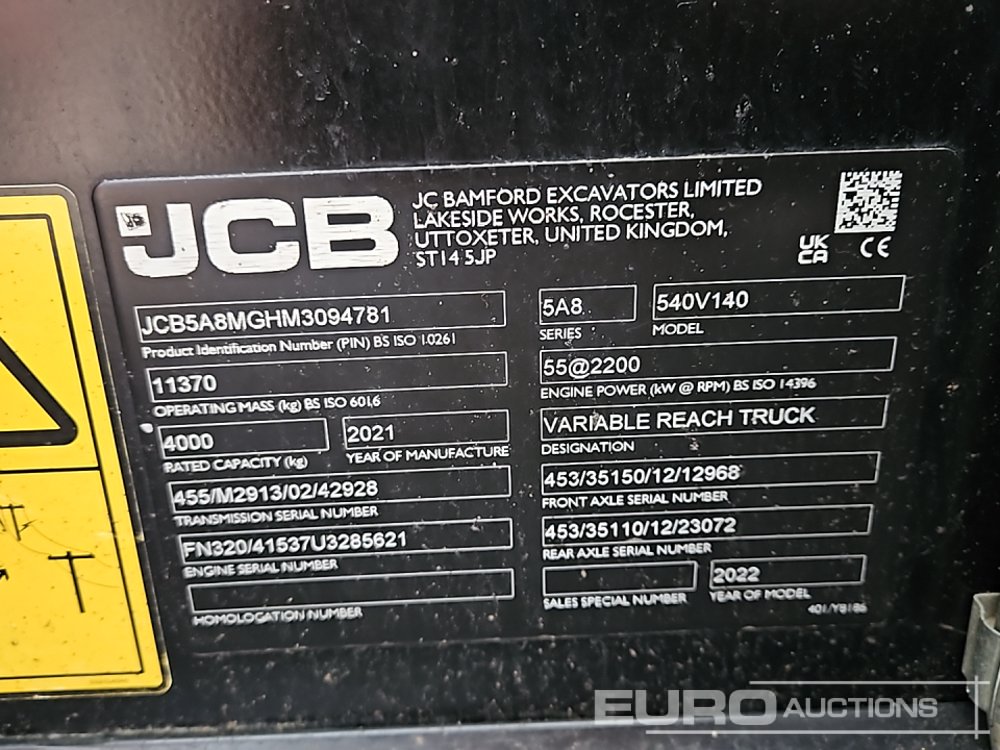 JCB
JC BAMFORD EXCAVATORS LIMITED
LAKESIDE WORKS, ROCESTER,
UTTOXETER, UNITED KINGDOM,
ST14 5JP
UK
CA
CE
JCB5A8MGHM3094781
Product Identification Number (PIN) BS ISO 10261
5A8
SERIES
540V140
MODEL
11370
OPERATING MASS (kg) BS ISO 6016
55@2200
ENGINE POWER (kW @ RPM) BS ISO 14396
4000
RATED CAPACITY (kg)
2021
YEAR OF MANUFACTURE
VARIABLE REACH TRUCK
DESIGNATION
455/M2913/02/42928
TRANSMISSION SERIAL NUMBER
453/35150/12/12968
FRONT AXLE SERIAL NUMBER
FN320/41537U3285621
ENGINE SERIAL NUMBER
453/35110/12/23072
REAR AXLE SERIAL NUMBER
HOMOLOGATION NUMBER
SALES SPECIAL NUMBER
2022
YEAR OF MODEL
401/Y8186
EURO AUCTIONS